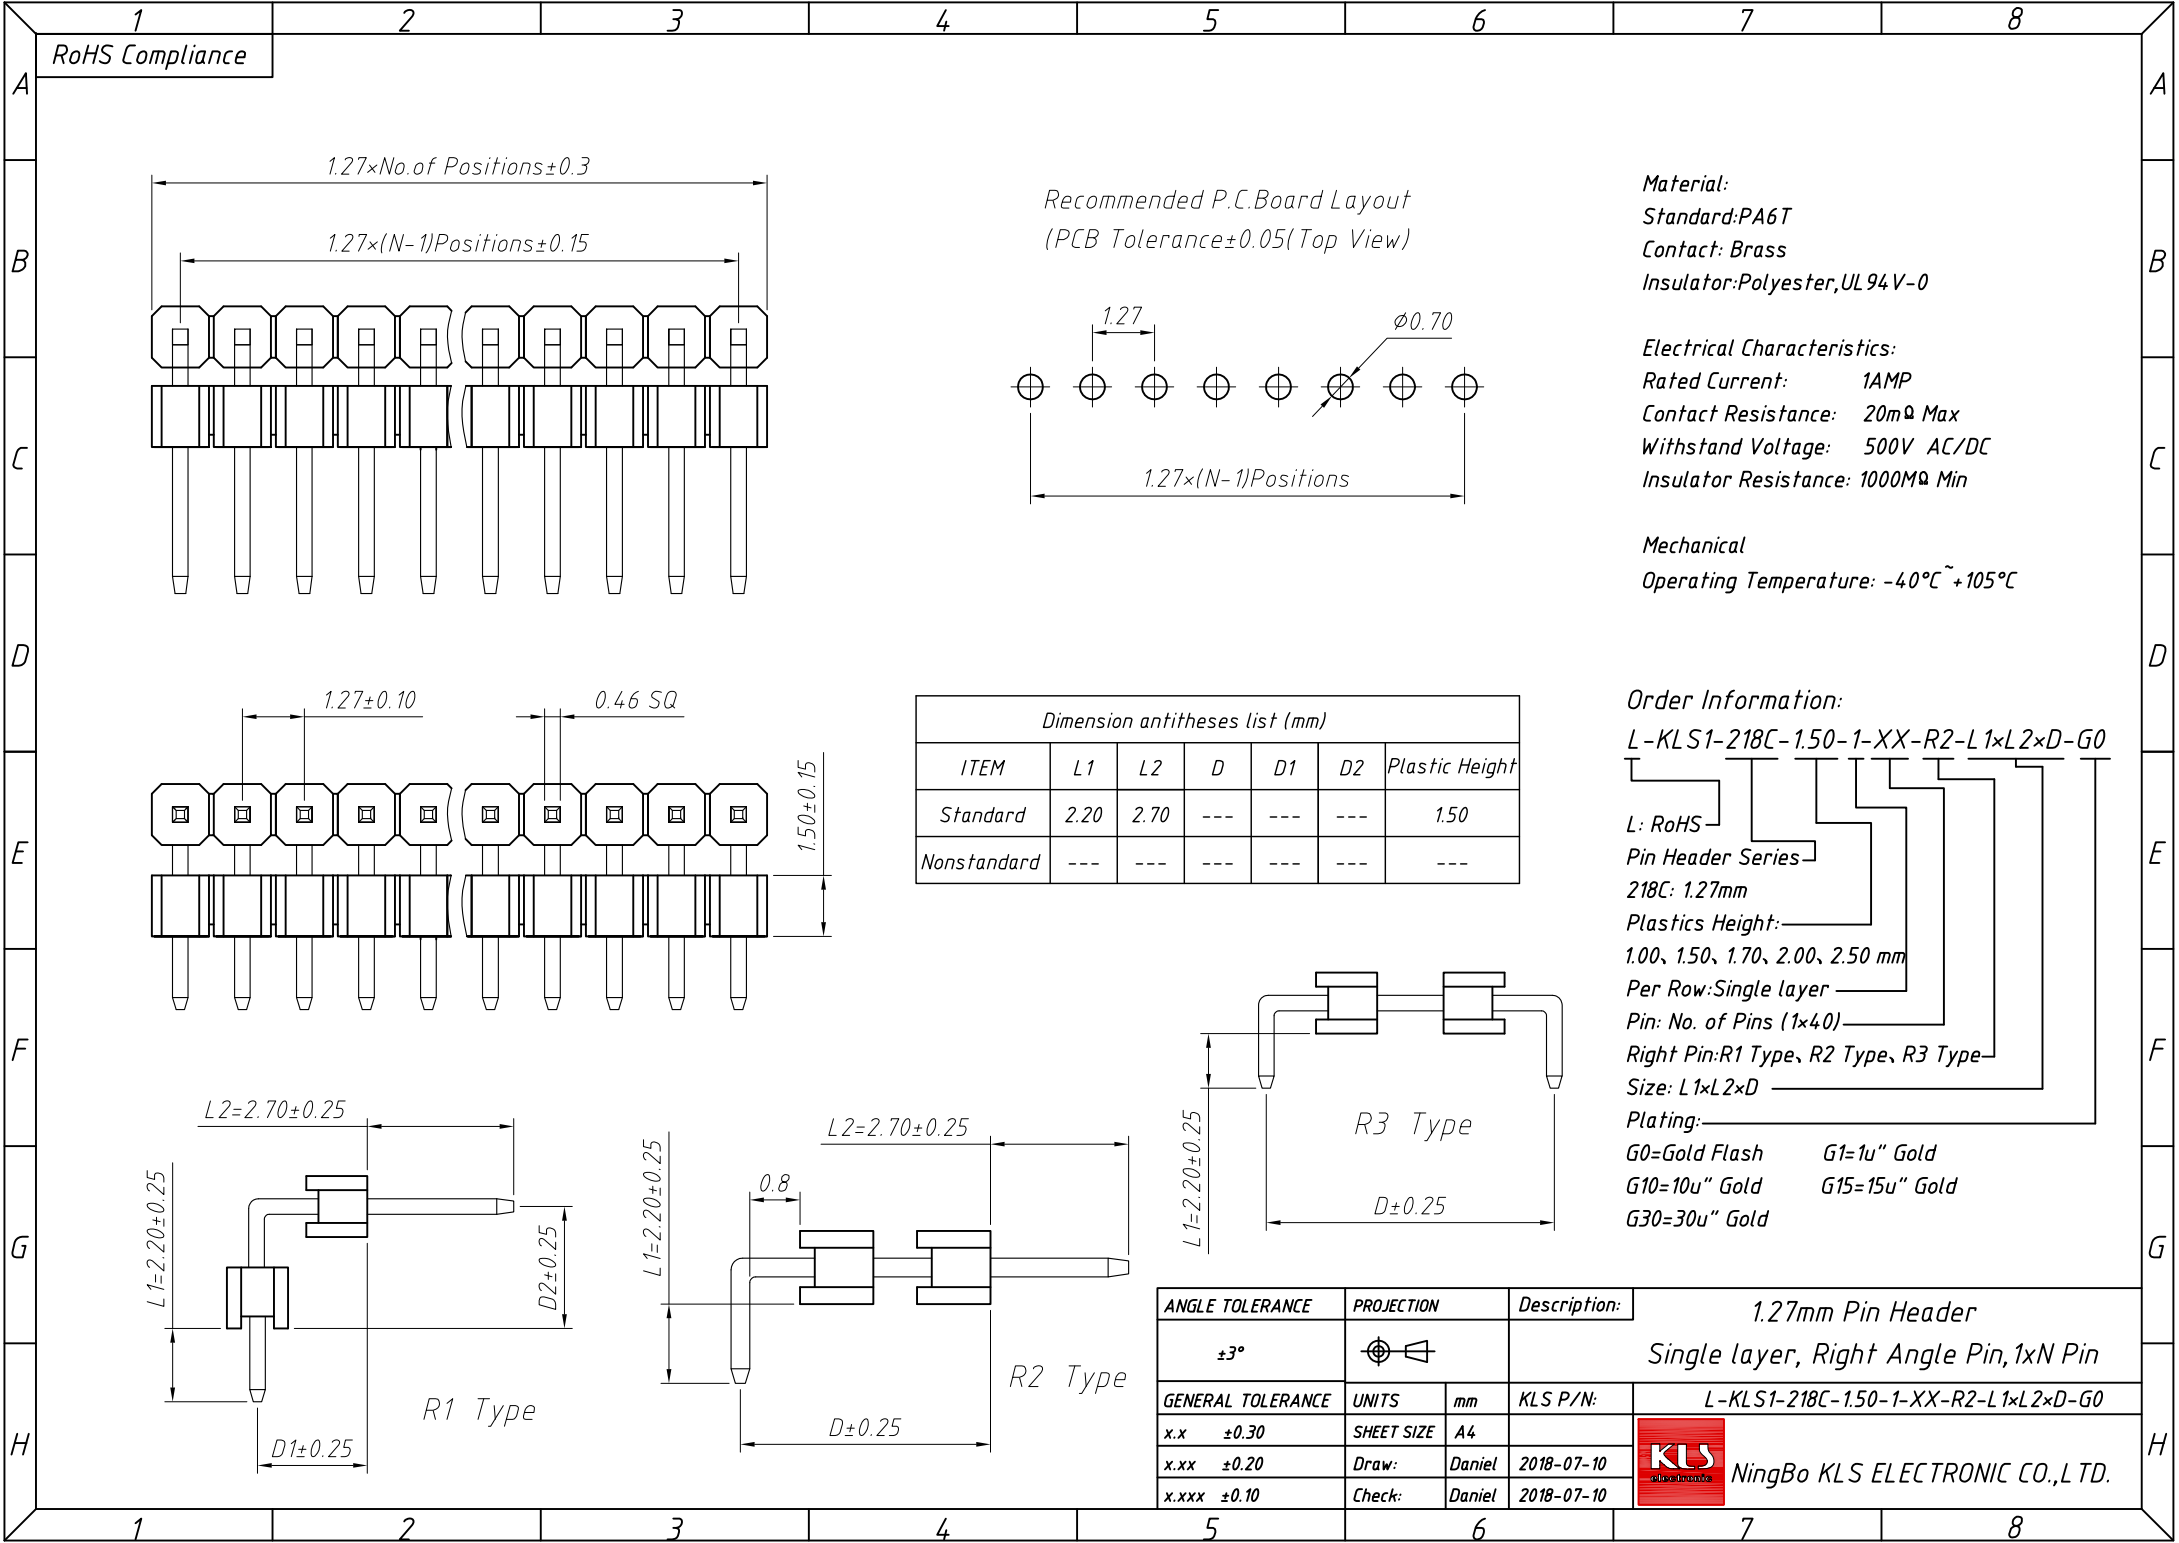 1 2 3 4 5 6 7 8
A A
B B
C C
D D
E E
F F
G G
H H
RoHS Compliance
1.27×No.of Positions±0.3
1.27×(N-1)Positions±0.15
Recommended P.C.Board Layout
(PCB Tolerance±0.05(Top View)
1.27
Ø0.70
1.27×(N-1)Positions
Material:
Standard:PA6T
Contact: Brass
Insulator:Polyester,UL94V-0
Electrical Characteristics:
Rated Current: 1AMP
Contact Resistance: 20mΩ Max
Withstand Voltage: 500V AC/DC
Insulator Resistance: 1000MΩ Min
Mechanical
Operating Temperature: -40°C~+105°C
1.27±0.10
0.46 SQ
1.50±0.15
Dimension antitheses list (mm)
ITEM L1 L2 D D1 D2 Plastic Height
Standard 2.20 2.70 --- --- --- 1.50
Nonstandard --- --- --- --- --- ---
Order Information:
L-KLS1-218C-1.50-1-XX-R2-L1×L2×D-G0
L: RoHS
Pin Header Series
218C: 1.27mm
Plastics Height:
1.00、1.50、1.70、2.00、2.50 mm
Per Row:Single layer
Pin: No. of Pins (1×40)
Right Pin:R1 Type、R2 Type、R3 Type
Size: L1×L2×D
Plating:
G0=Gold Flash G1=1u" Gold
G10=10u" Gold G15=15u" Gold
G30=30u" Gold
L2=2.70±0.25
L1=2.20±0.25
D2±0.25
D1±0.25
R1 Type
L2=2.70±0.25
L1=2.20±0.25
0.8
D±0.25
R2 Type
L1=2.20±0.25
D±0.25
R3 Type
ANGLE TOLERANCE PROJECTION Description:
±3°
1.27mm Pin Header
Single layer, Right Angle Pin,1xN Pin
GENERAL TOLERANCE UNITS mm KLS P/N: L-KLS1-218C-1.50-1-XX-R2-L1×L2×D-G0
x.x ±0.30 SHEET SIZE A4
x.xx ±0.20 Draw: Daniel 2018-07-10
x.xxx ±0.10 Check: Daniel 2018-07-10
KLS
electronic
NingBo KLS ELECTRONIC CO.,LTD.
1 2 3 4 5 6 7 8